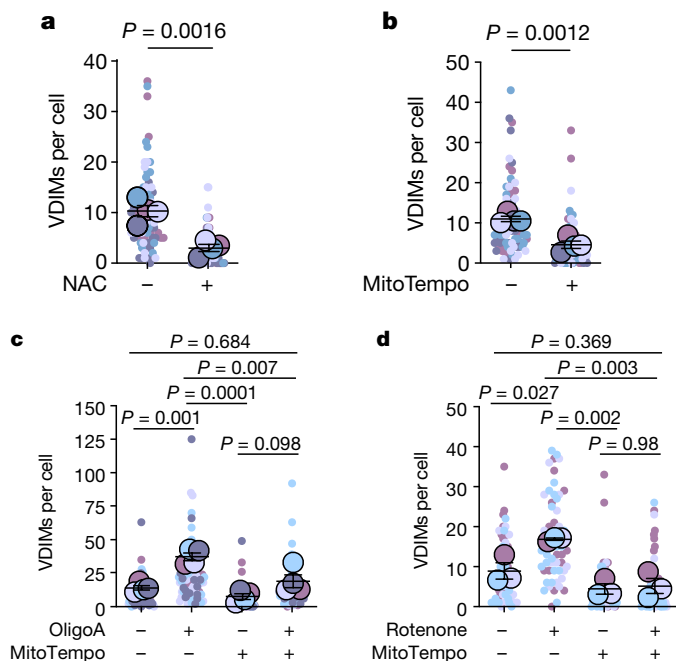 a
P = 0.0016
40
30
20
10
0
VDIMs per cell
NAC
– +
b
P = 0.0012
50
40
30
20
10
0
VDIMs per cell
MitoTempo
– +
c
P = 0.684
P = 0.007
P = 0.0001
P = 0.001
P = 0.098
150
125
100
75
50
25
0
VDIMs per cell
OligoA – + – +
MitoTempo – – + +
d
P = 0.369
P = 0.003
P = 0.027
P = 0.002
P = 0.98
50
40
30
20
10
0
VDIMs per cell
Rotenone – + – +
MitoTempo – – + +